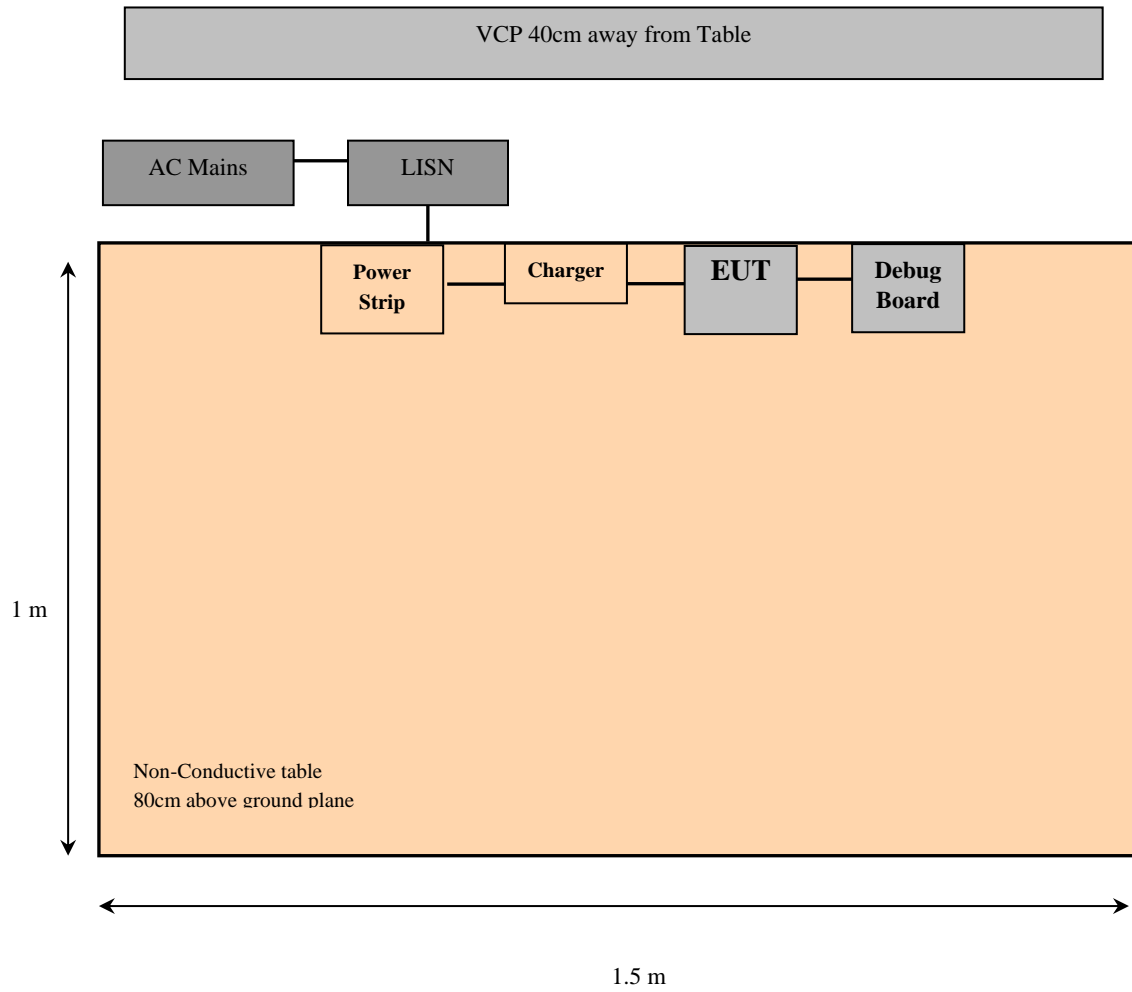 VCP 40cm away from Table
AC Mains
LISN
Power
Strip
Charger
EUT
Debug
Board
1 m
Non-Conductive table
80cm above ground plane
1.5 m